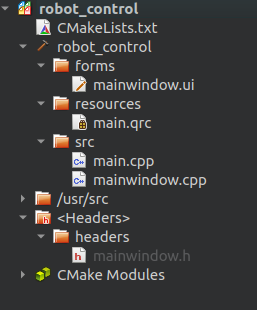 robot_control
CMakeLists.txt
robot_control
forms
mainwindow.ui
resources
main.qrc
src
main.cpp
mainwindow.cpp
/usr/src
<Headers>
headers
mainwindow.h
CMake Modules